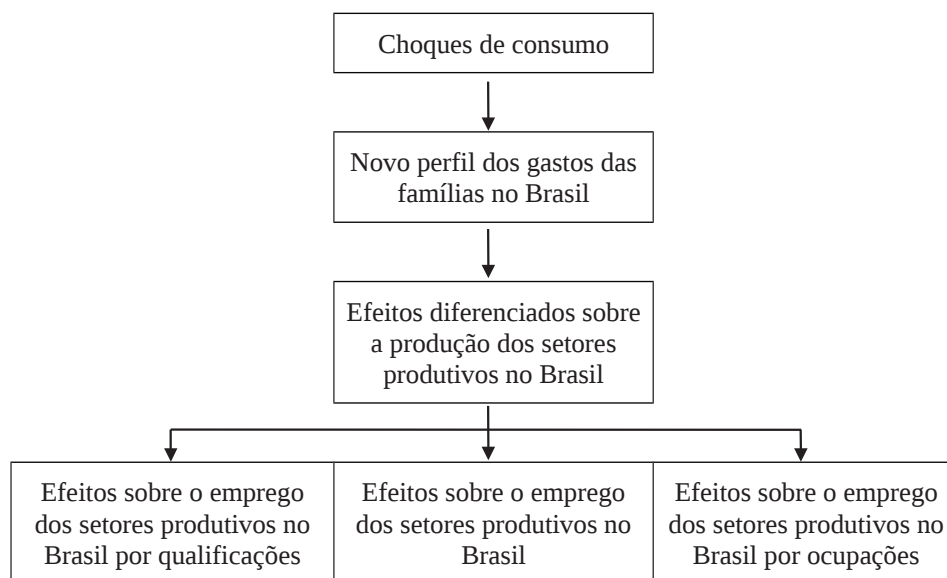 Choques de consumo
Novo perfil dos gastos das
famílias no Brasil
Efeitos diferenciados sobre
a produção dos setores
produtivos no Brasil
Efeitos sobre o emprego
dos setores produtivos no
Brasil por qualificações
Efeitos sobre o emprego
dos setores produtivos no
Brasil
Efeitos sobre o emprego
dos setores produtivos no
Brasil por ocupações